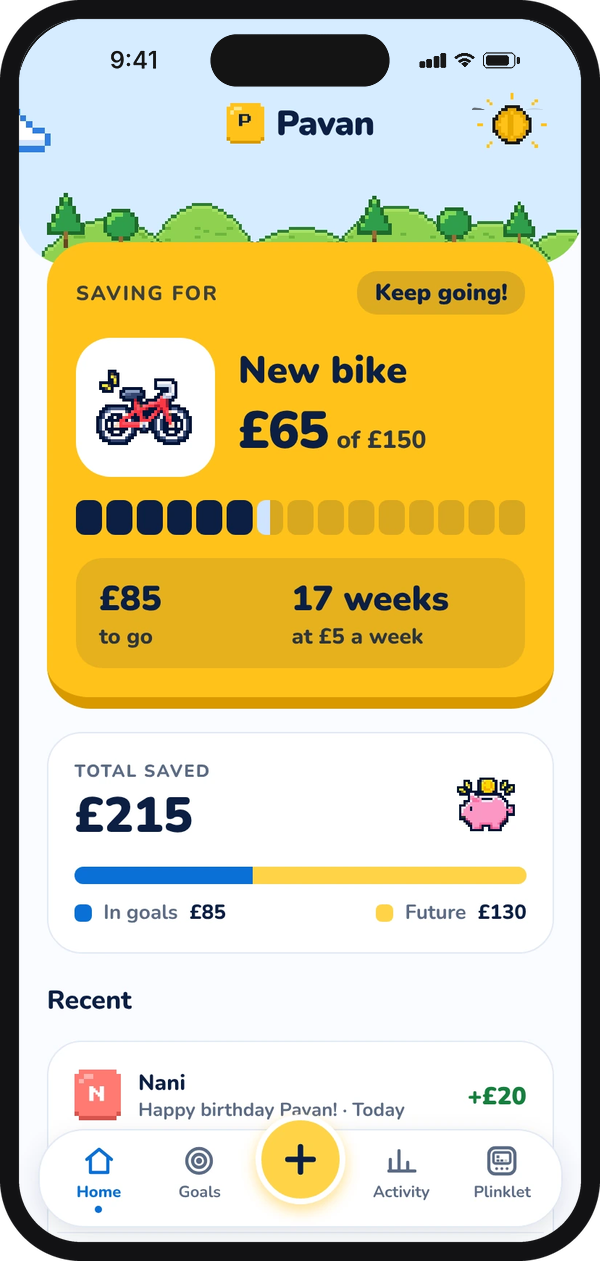 9:41
P
Pavan
SAVING FOR
Keep going!
New bike
£65 of £150
£85
to go
17 weeks
at £5 a week
TOTAL SAVED
£215
In goals £85
Future £130
Recent
N
Nani
Happy birthday Pavan! · Today
+£20
Home
Goals
+
Activity
Plinklet